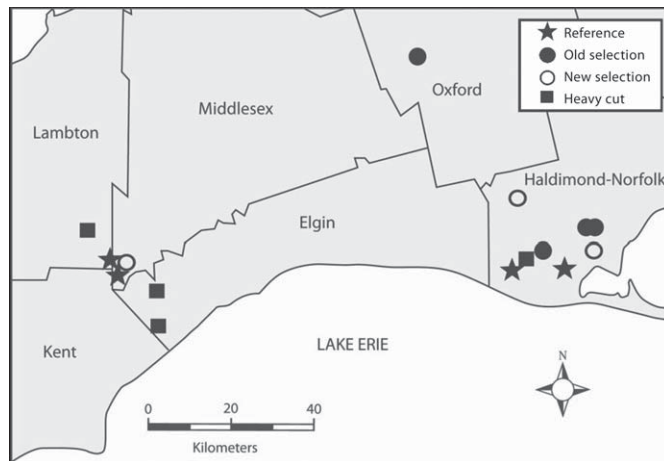 Reference
Old selection
New selection
Heavy cut
Oxford
Middlesex
Lambton
Haldimond-Norfolk
Elgin
Kent
LAKE ERIE
N
0 20 40
Kilometers